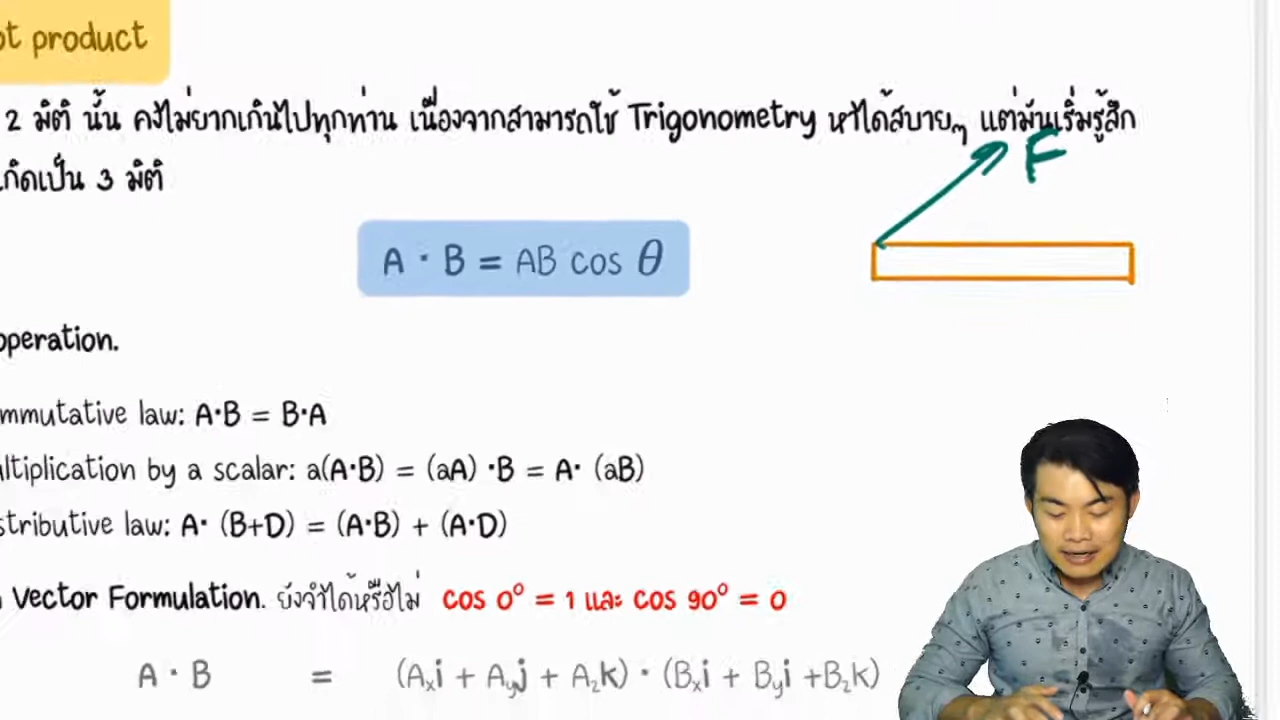 ot product
2 มิติ นั้น คงไม่ยากเกินไปทุกท่าน เนื่องจากสามารถใช้ Trigonometry หาได้สบายๆ แต่มันเริ่มรู้สึก
เกิดเป็น 3 มิติ
F
A · B = AB cos θ
operation.
mmutative law: A·B = B·A
ultiplication by a scalar: a(A·B) = (aA) ·B = A· (aB)
stributive law: A· (B+D) = (A·B) + (A·D)
Vector Formulation. ยังจำได้หรือไม่ cos 0° = 1 และ cos 90° = 0
A · B = (Aₓi + Aᵧj + A₂k) · (Bₓi + Bᵧi +B₂k)